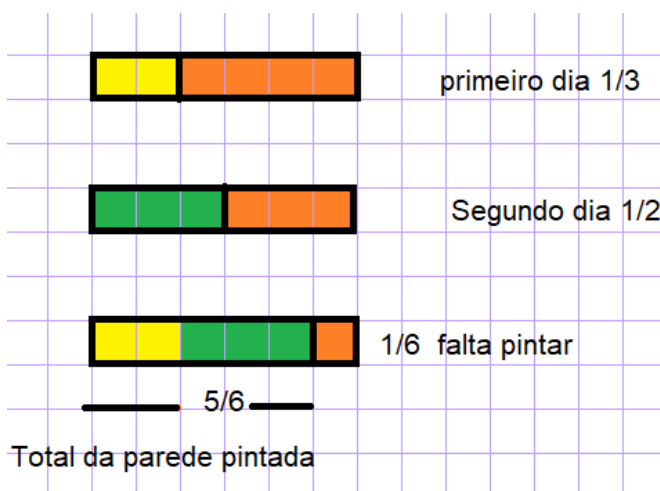 primeiro dia 1/3
Segundo dia 1/2
1/6 falta pintar
5/6
Total da parede pintada